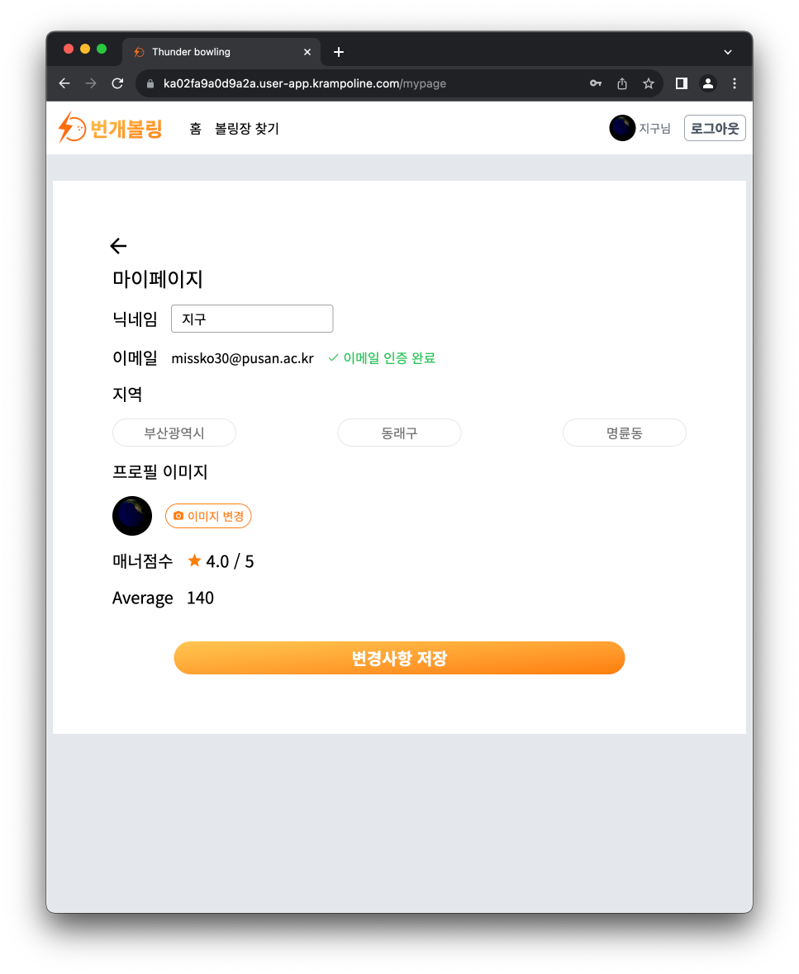 Thunder bowling
ka02fa9a0d9a2a.user-app.krampoline.com/mypage
번개볼링 홈 볼링장 찾기 지구님 로그아웃
마이페이지
닉네임 지구
이메일 missko30@pusan.ac.kr 이메일 인증 완료
지역
부산광역시 동래구 명륜동
프로필 이미지
이미지 변경
매너점수 4.0 / 5
Average 140
변경사항 저장